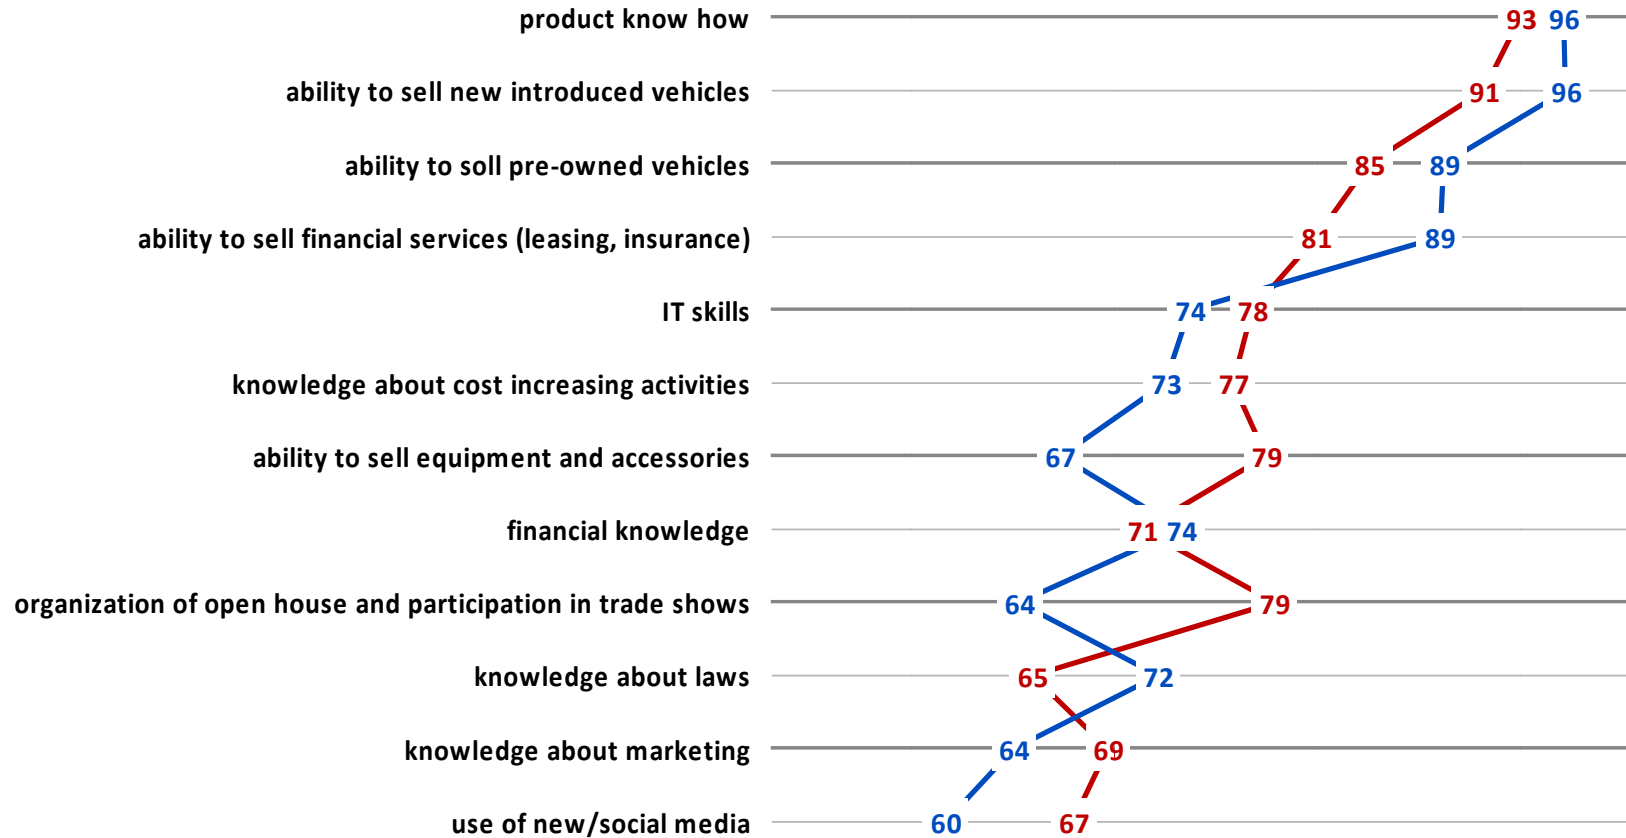 product know how 93 96
ability to sell new introduced vehicles 91 96
ability to soll pre-owned vehicles 85 89
ability to sell financial services (leasing, insurance) 81 89
IT skills 74 78
knowledge about cost increasing activities 73 77
ability to sell equipment and accessories 67 79
financial knowledge 71 74
organization of open house and participation in trade shows 64 79
knowledge about laws 65 72
knowledge about marketing 64 69
use of new/social media 60 67